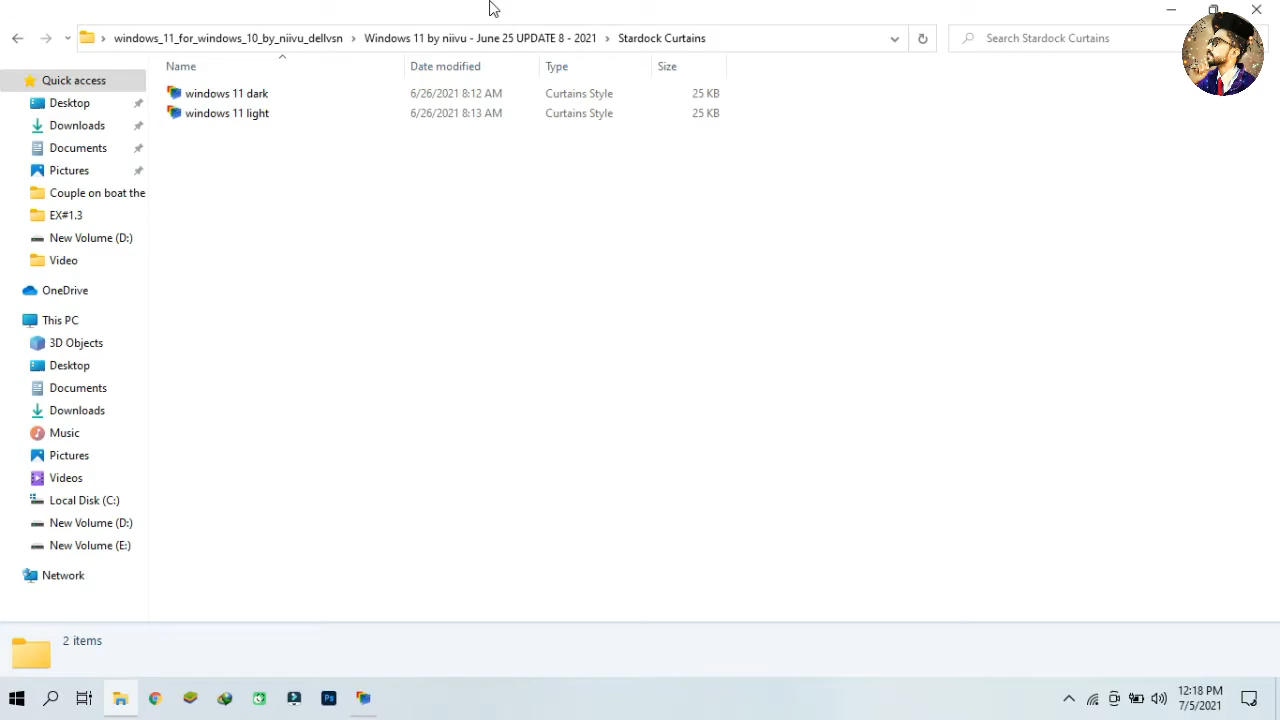 windows_11_for_windows_10_by_niivu_dellvsn > Windows 11 by niivu - June 25 UPDATE 8 - 2021 > Stardock Curtains
Search Stardock Curtains
Name Date modified Type Size
windows 11 dark 6/26/2021 8:12 AM Curtains Style 25 KB
windows 11 light 6/26/2021 8:13 AM Curtains Style 25 KB
Quick access
Desktop
Downloads
Documents
Pictures
Couple on boat the
EX#1.3
New Volume (D:)
Video
OneDrive
This PC
3D Objects
Desktop
Documents
Downloads
Music
Pictures
Videos
Local Disk (C:)
New Volume (D:)
New Volume (E:)
Network
2 items
Ps
12:18 PM
7/5/2021